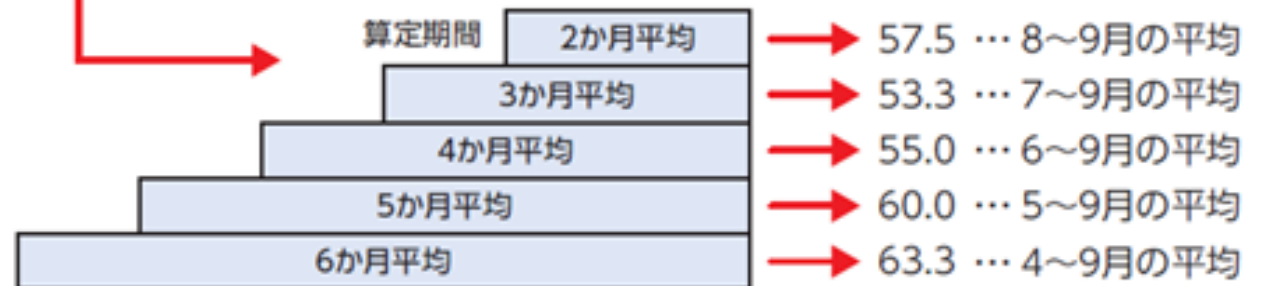 算定期間 2か月平均 57.5 … 8～9月の平均
3か月平均 53.3 … 7～9月の平均
4か月平均 55.0 … 6～9月の平均
5か月平均 60.0 … 5～9月の平均
6か月平均 63.3 … 4～9月の平均